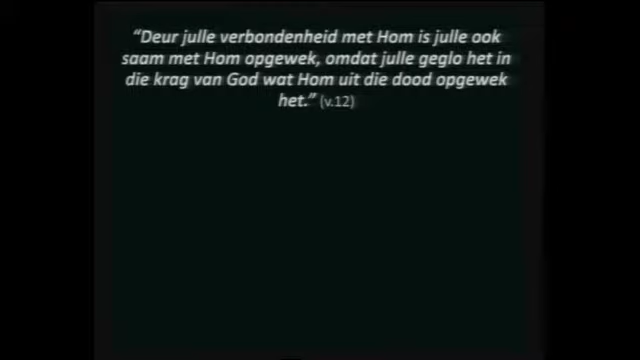 “Deur julle verbondenheid met Hom is julle ook
saam met Hom opgewek, omdat julle geglo het in
die krag van God wat Hom uit die dood opgewek
het.” (v.12)